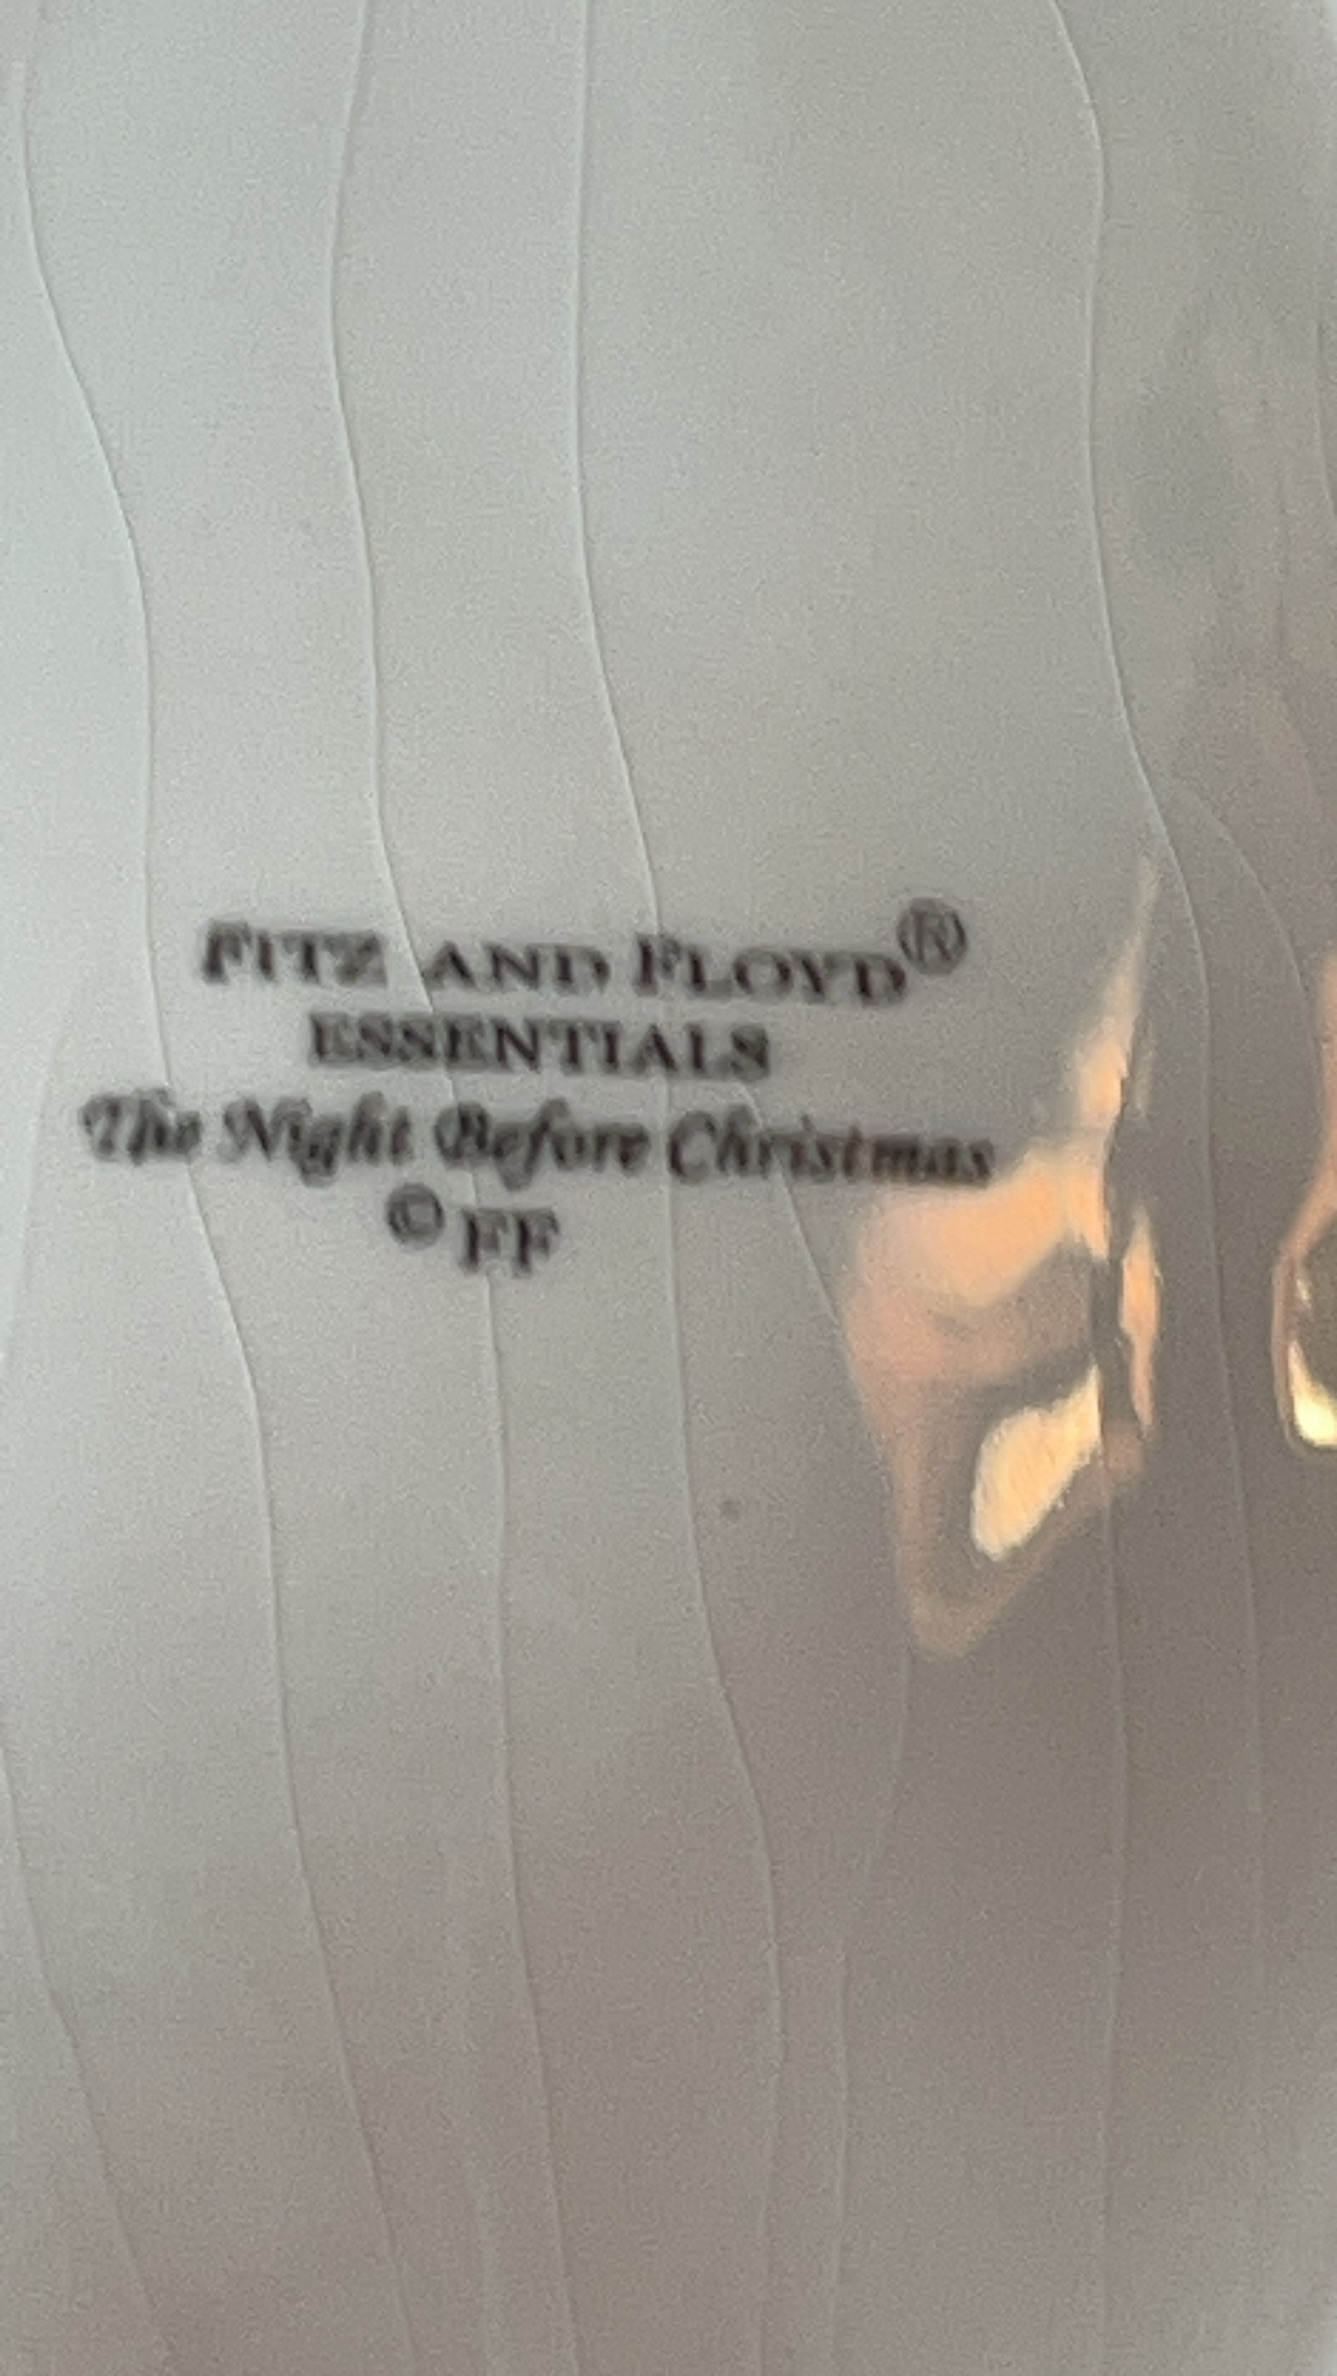 FITZ AND FLOYD®
ESSENTIALS
The Night Before Christmas
© FF